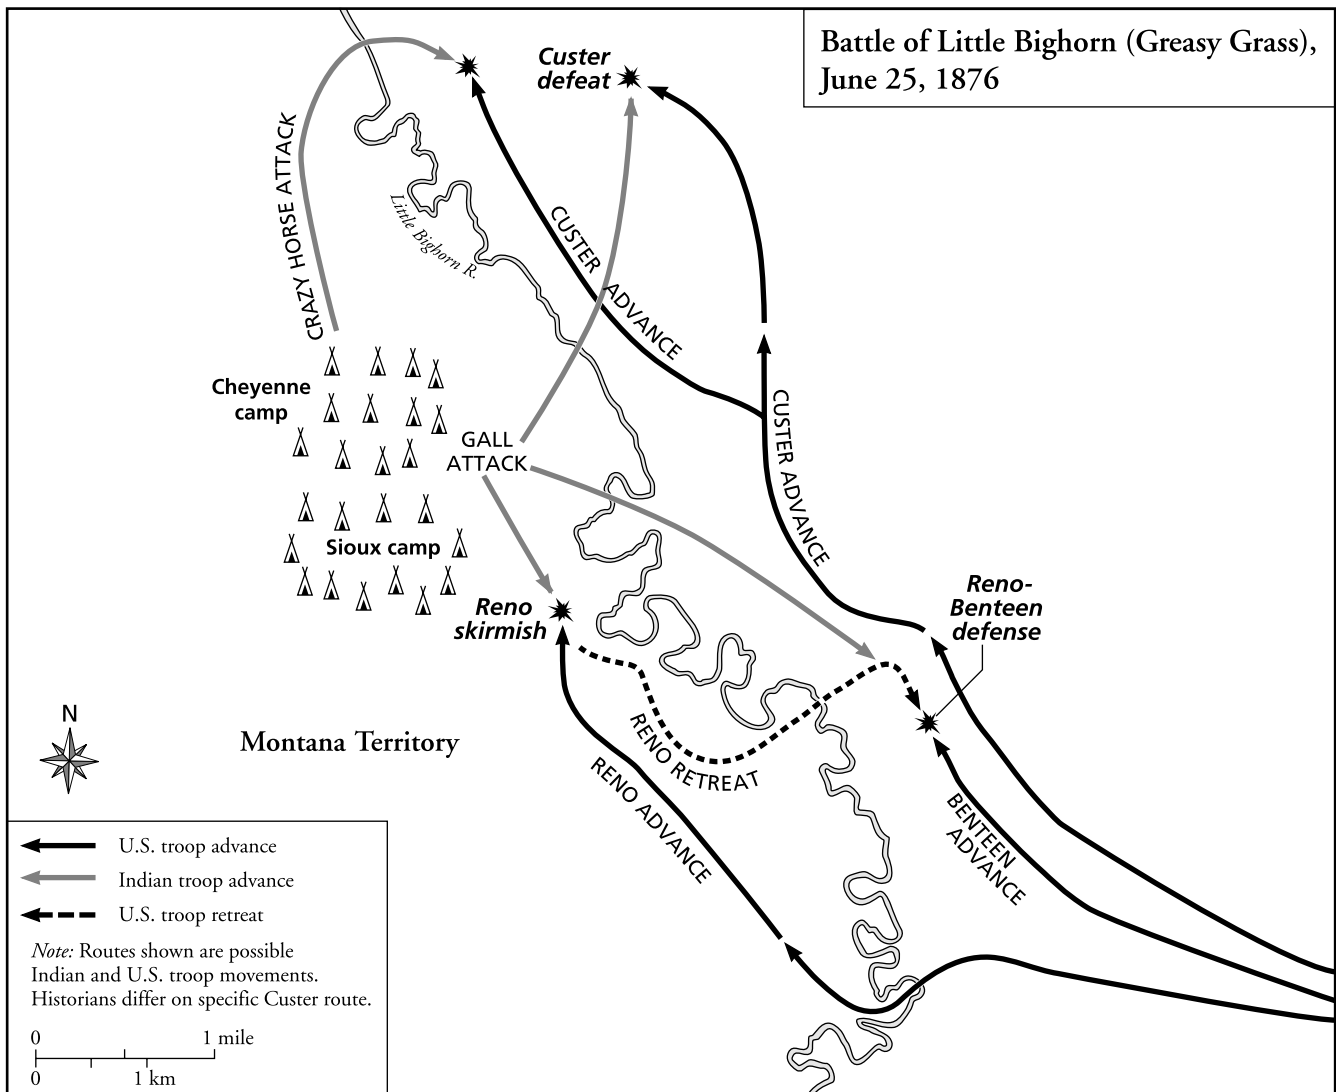 Battle of Little Bighorn (Greasy Grass),
June 25, 1876
Custer
defeat
CRAZY HORSE ATTACK
Little Bighorn R.
CUSTER ADVANCE
Cheyenne
camp
GALL
ATTACK
CUSTER ADVANCE
Sioux camp
Reno
skirmish
Reno-
Benteen
defense
N
Montana Territory
RENO RETREAT
RENO ADVANCE
BENTEEN
ADVANCE
U.S. troop advance
Indian troop advance
U.S. troop retreat
Note: Routes shown are possible
Indian and U.S. troop movements.
Historians differ on specific Custer route.
0 1 mile
0 1 km